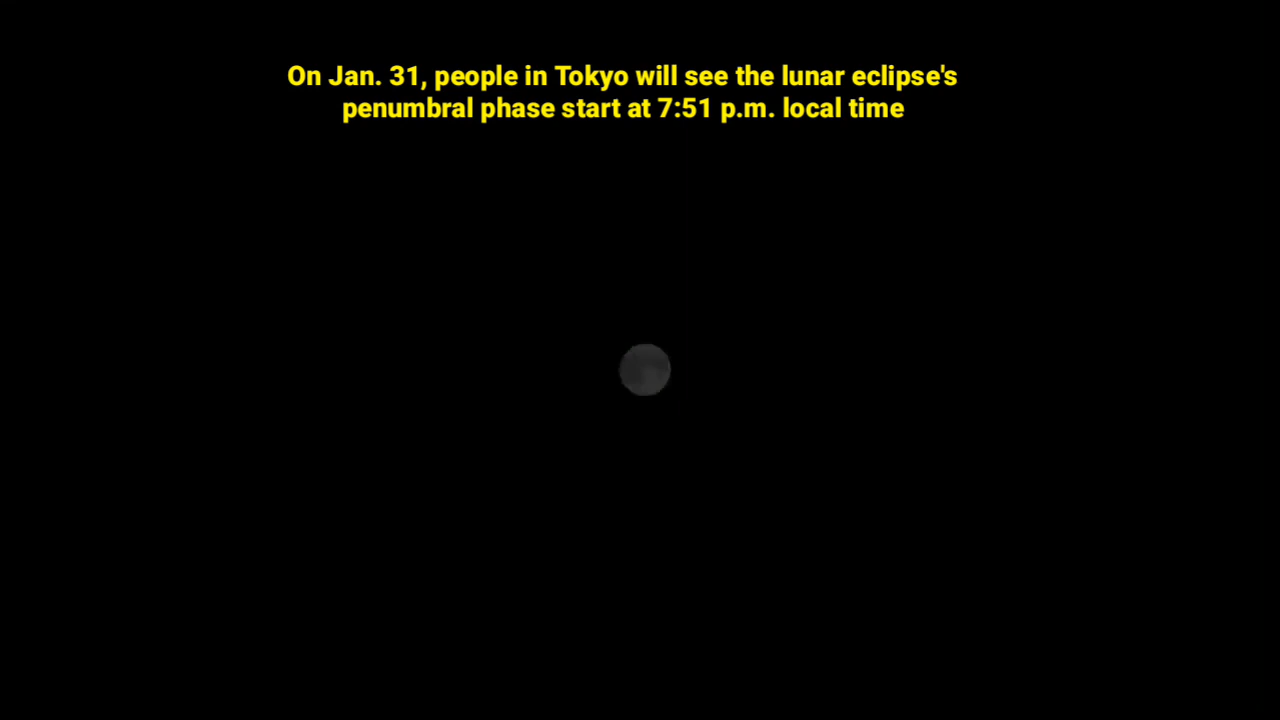 On Jan. 31, people in Tokyo will see the lunar eclipse's
penumbral phase start at 7:51 p.m. local time